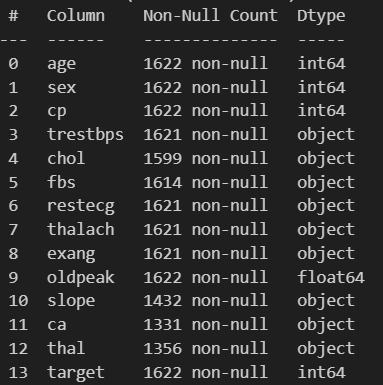 #   Column    Non-Null Count  Dtype
---  ------    --------------  -----
0   age       1622 non-null   int64
1   sex       1622 non-null   int64
2   cp        1622 non-null   int64
3   trestbps  1621 non-null   object
4   chol      1599 non-null   object
5   fbs       1614 non-null   object
6   restecg   1621 non-null   object
7   thalach   1621 non-null   object
8   exang     1621 non-null   object
9   oldpeak   1622 non-null   float64
10  slope     1432 non-null   object
11  ca        1331 non-null   object
12  thal      1356 non-null   object
13  target    1622 non-null   int64